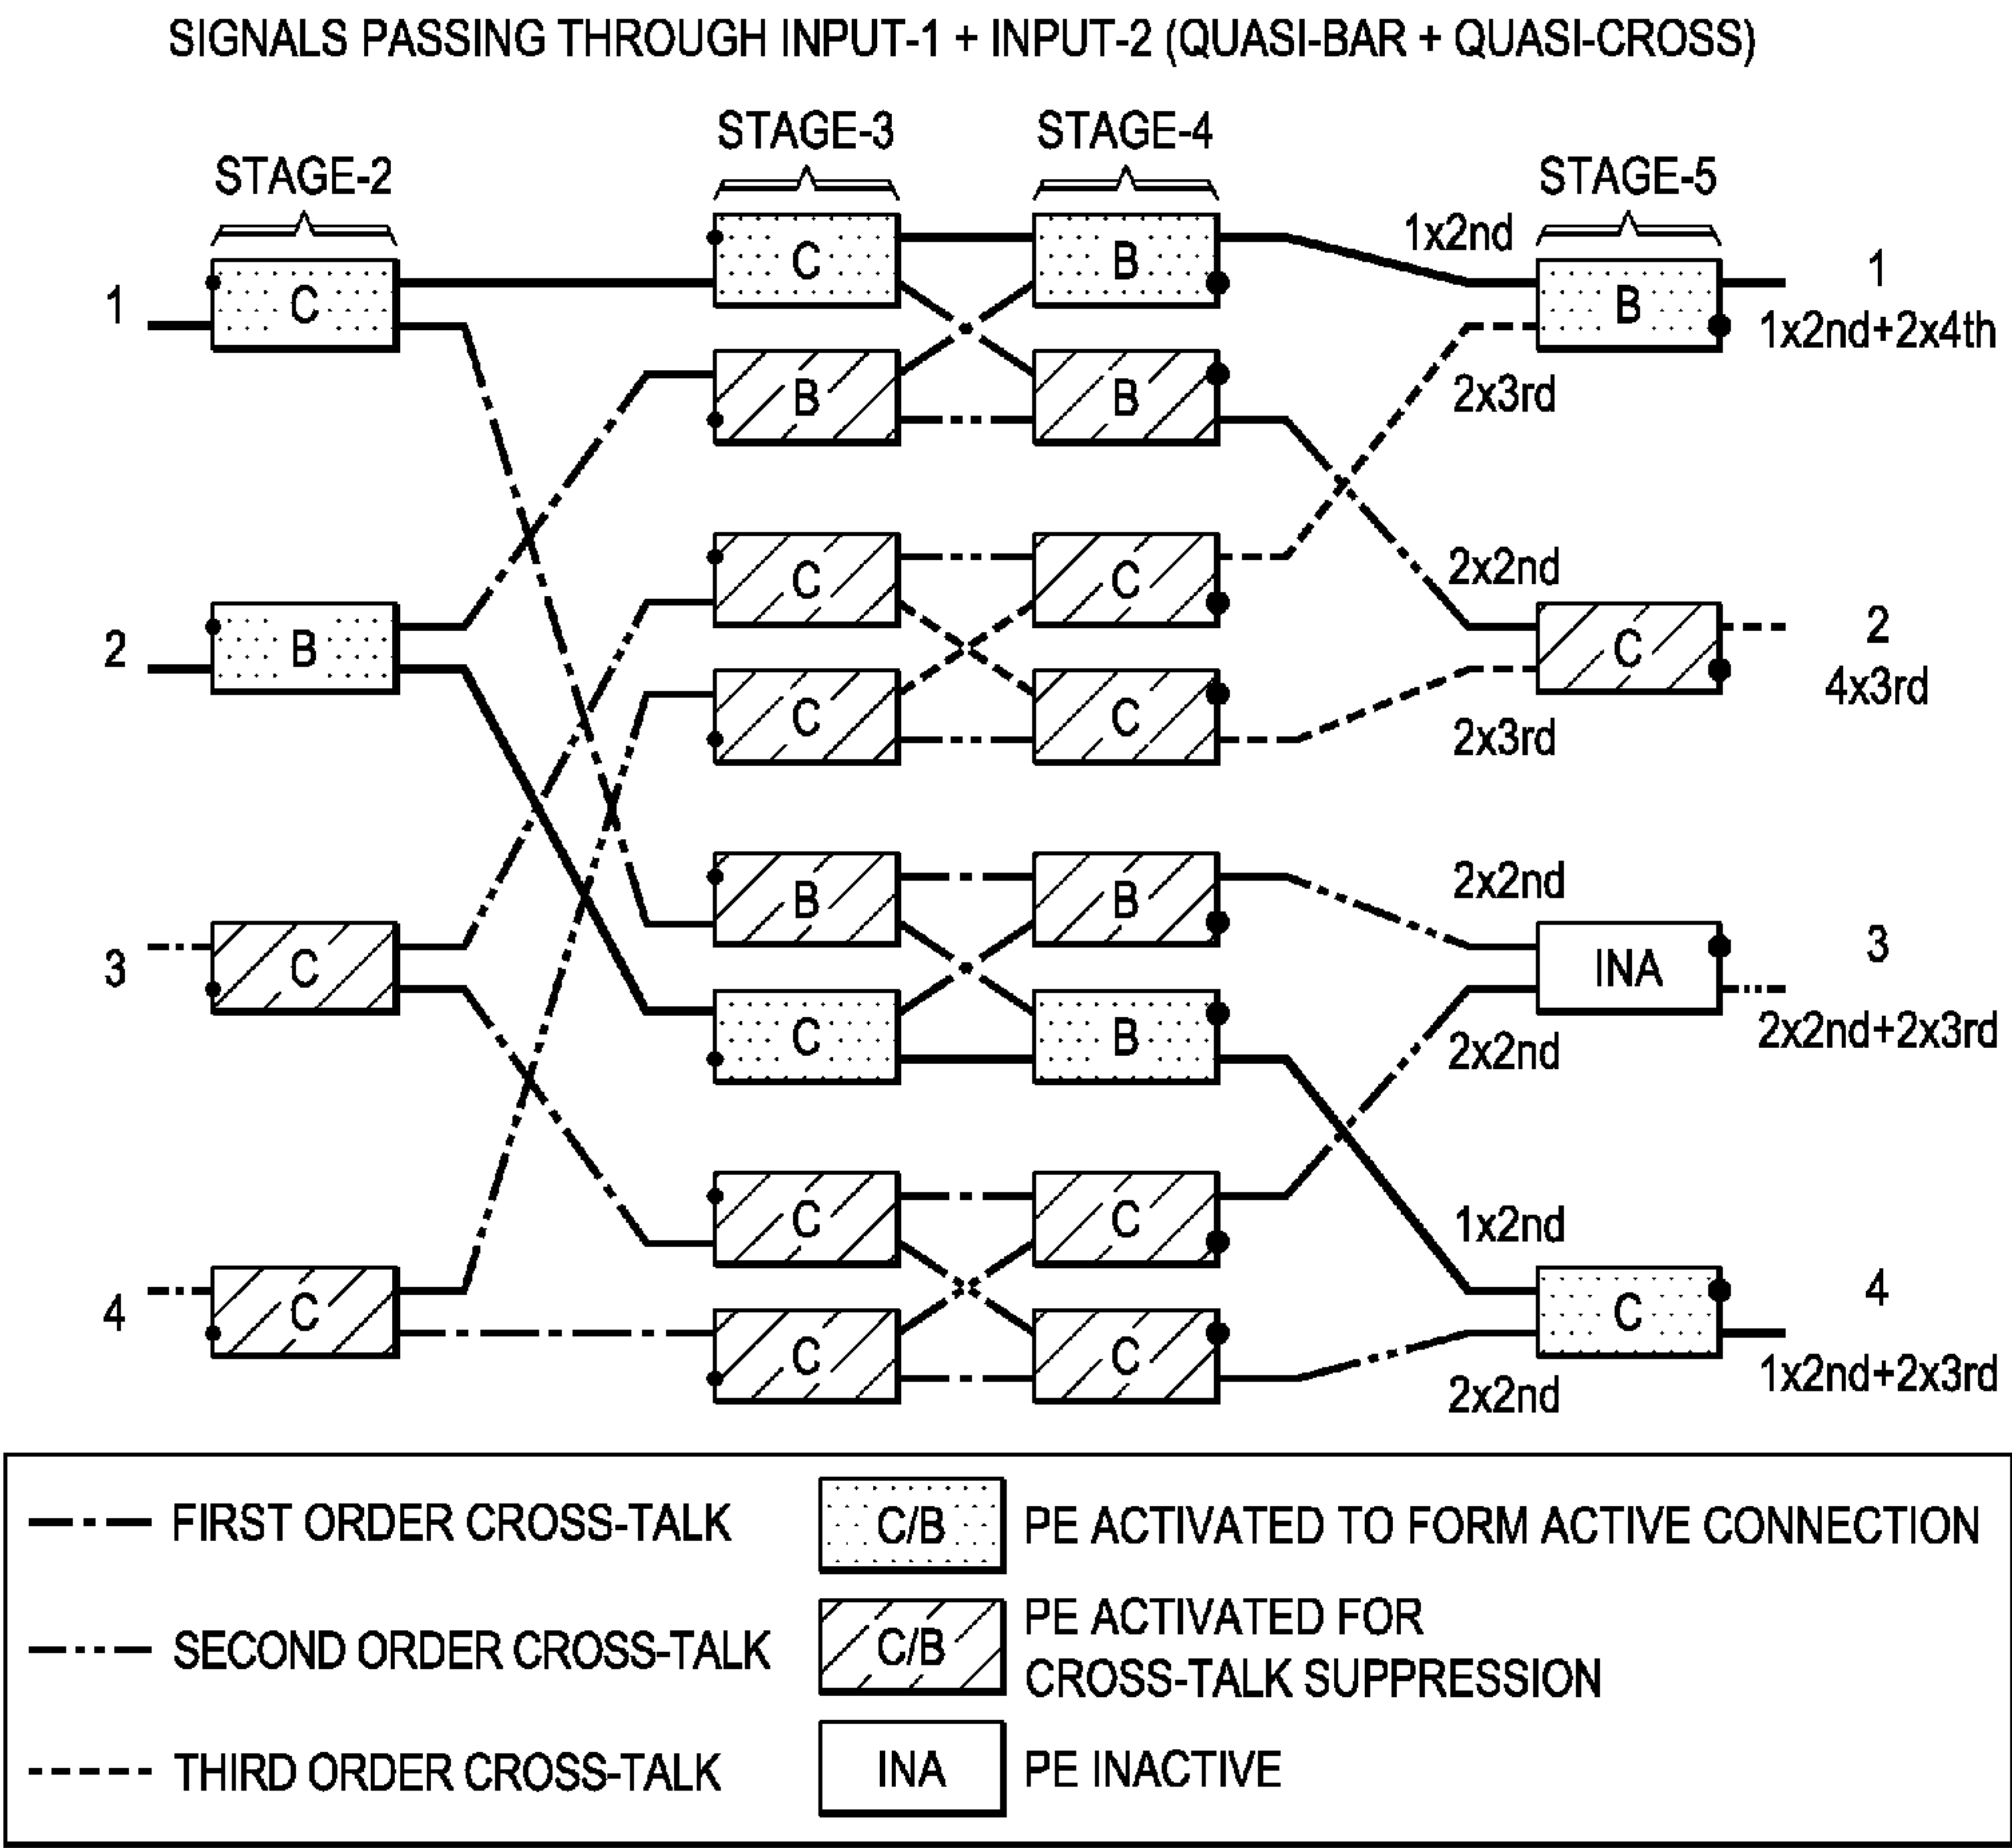 SIGNALS PASSING THROUGH INPUT-1 + INPUT-2 (QUASI-BAR + QUASI-CROSS)
STAGE-2
STAGE-3
STAGE-4
STAGE-5
1
C
C
B
1x2nd
B
1
1x2nd+2x4th
B
B
2x3rd
2
B
C
C
2x2nd
C
2
4x3rd
C
C
2x3rd
3
C
B
B
2x2nd
INA
3
2x2nd+2x3rd
C
B
2x2nd
4
C
C
C
1x2nd
C
4
1x2nd+2x3rd
C
C
2x2nd
FIRST ORDER CROSS-TALK
C/B
PE ACTIVATED TO FORM ACTIVE CONNECTION
SECOND ORDER CROSS-TALK
C/B
PE ACTIVATED FOR
CROSS-TALK SUPPRESSION
THIRD ORDER CROSS-TALK
INA
PE INACTIVE